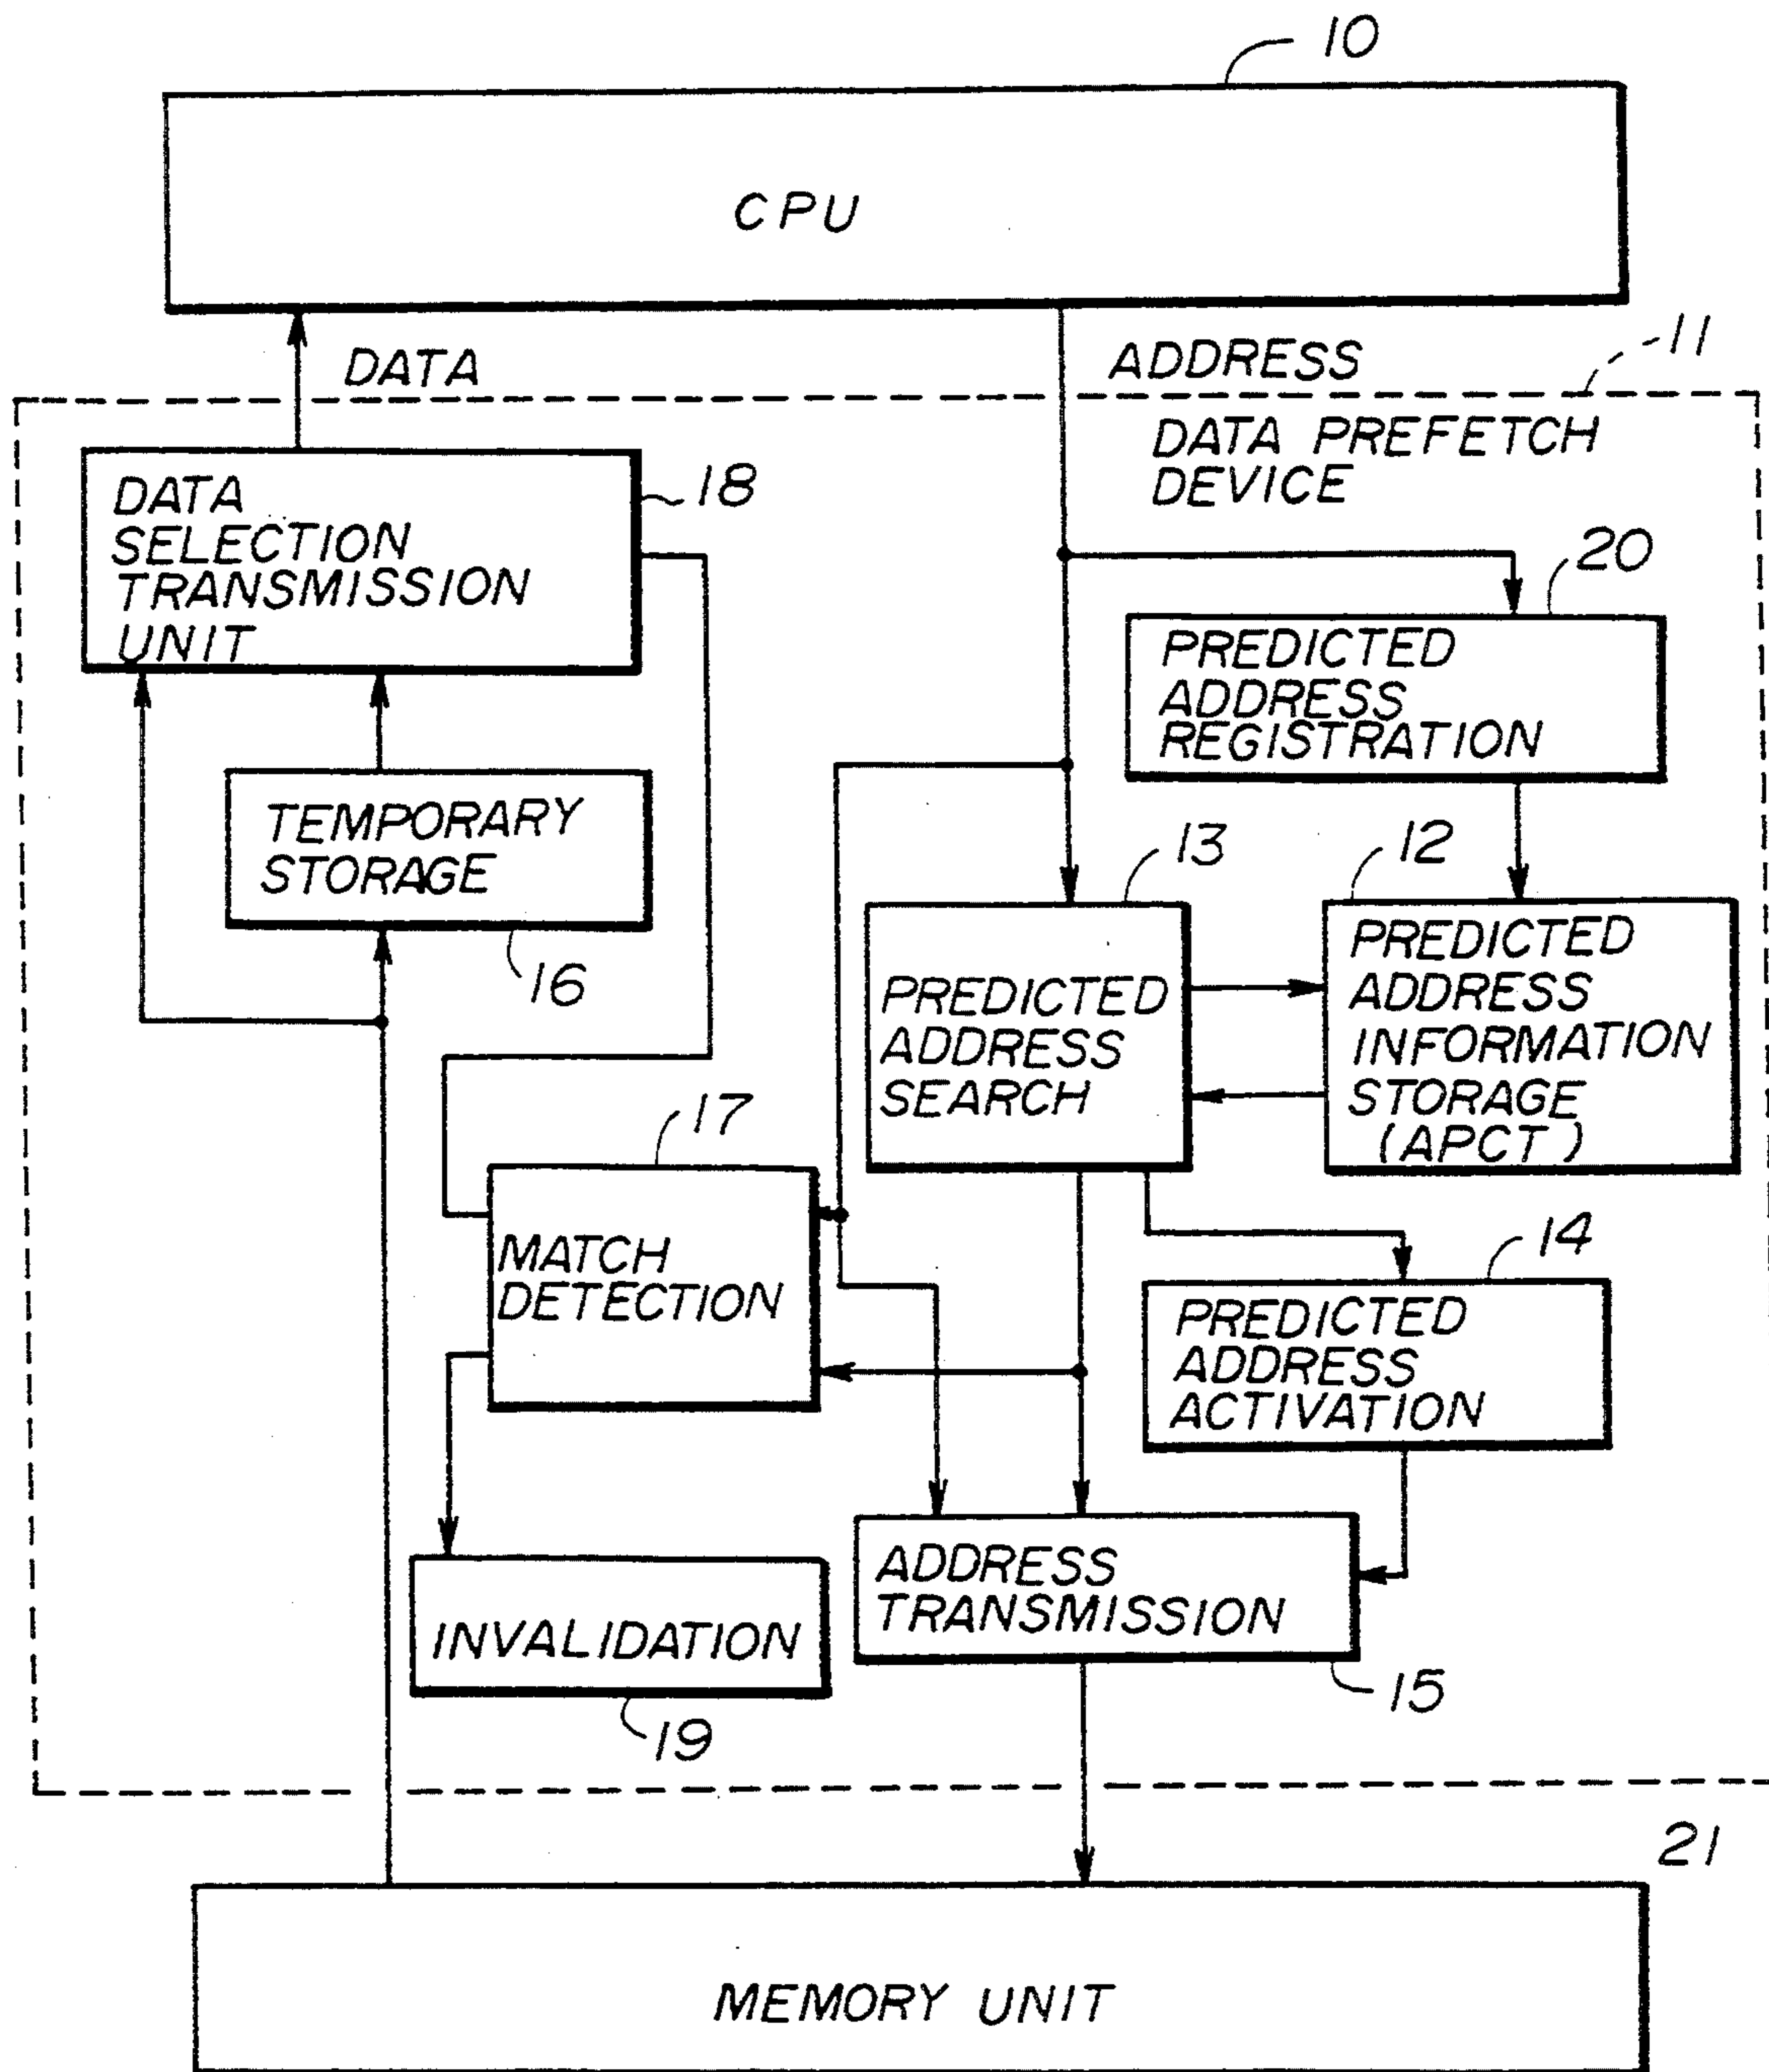 10
CPU
DATA
ADDRESS
11
DATA PREFETCH
DEVICE
DATA
SELECTION
TRANSMISSION
UNIT
18
20
PREDICTED
ADDRESS
REGISTRATION
TEMPORARY
STORAGE
16
13
12
PREDICTED
ADDRESS
SEARCH
PREDICTED
ADDRESS
INFORMATION
STORAGE
(APCT)
17
MATCH
DETECTION
14
PREDICTED
ADDRESS
ACTIVATION
INVALIDATION
19
ADDRESS
TRANSMISSION
15
21
MEMORY UNIT